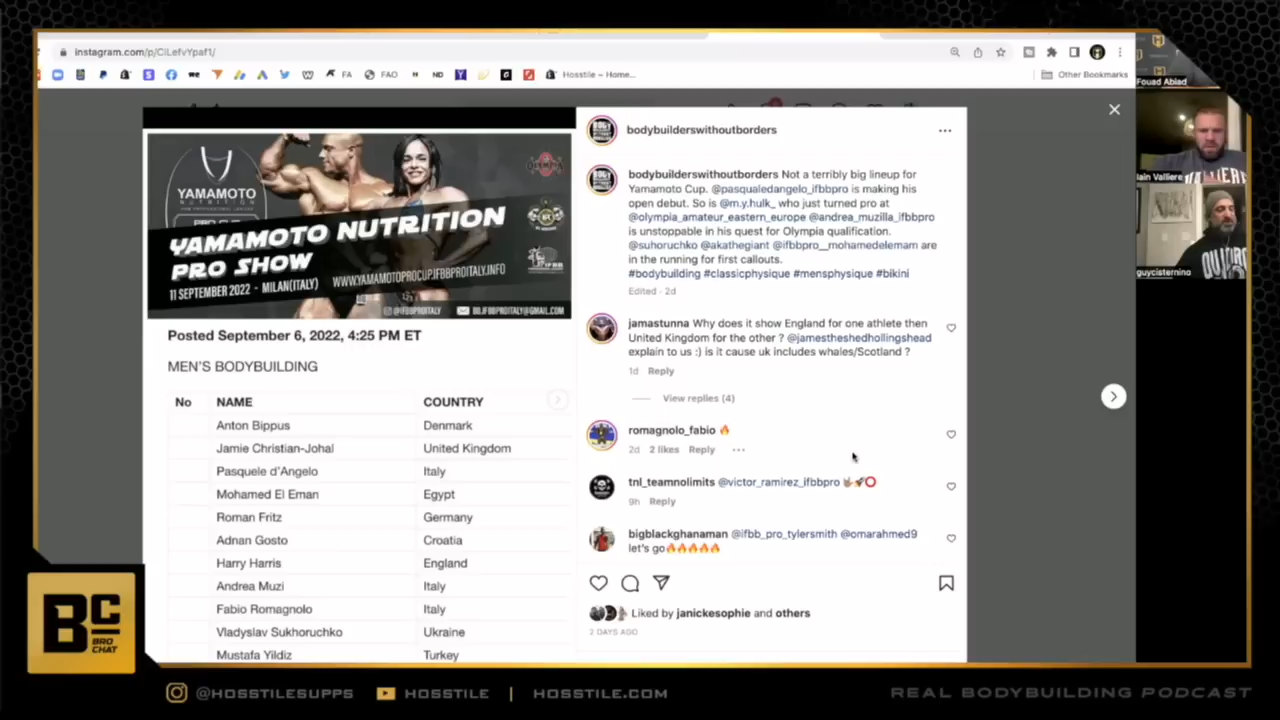 instagram.com/p/CiLefvYpaf1/
FA
FAO
H
ND
Hosstile – Home...
Other Bookmarks
Fouad Abiad
Iain Valliere
guycisternina
YAMAMOTO
NUTRITION
YAMAMOTO NUTRITION
PRO SHOW
11 SEPTEMBER 2022 - MILAN(ITALY)
WWW.YAMAMOTOPROCUP.IFBBPROITALY.INFO
@IFBBPROITALY
Posted September 6, 2022, 4:25 PM ET
MEN'S BODYBUILDING
No NAME COUNTRY
Anton Bippus Denmark
Jamie Christian-Johal United Kingdom
Pasquele d'Angelo Italy
Mohamed El Eman Egypt
Roman Fritz Germany
Adnan Gosto Croatia
Harry Harris England
Andrea Muzi Italy
Fabio Romagnolo Italy
Vladyslav Sukhoruchko Ukraine
Mustafa Yildiz Turkey
bodybuilderswithoutborders
bodybuilderswithoutborders Not a terribly big lineup for
Yamamoto Cup. @pasqualedangelo_ifbbpro is making his
open debut. So is @m.y.hulk_ who just turned pro at
@olympia_amateur_eastern_europe @andrea_muzilla_ifbbpro
is unstoppable in his quest for Olympia qualification.
@suhoruchko @akathegiant @ifbbpro__mohamedelemam are
in the running for first callouts.
#bodybuilding #classicphysique #mensphysique #bikini
Edited · 2d
jamastunna Why does it show England for one athlete then
United Kingdom for the other ? @jamestheshedhollingshead
explain to us :) is it cause uk includes whales/Scotland ?
1d Reply
View replies (4)
romagnolo_fabio 🔥
2d 2 likes Reply
tnl_teamnolimits @victor_ramirez_ifbbpro 🤟🏽🚀⭕
9h Reply
bigblackghanaman @ifbb_pro_tylersmith @omarahmed9
let's go🔥🔥🔥🔥🔥
Liked by janickesophie and others
2 DAYS AGO
BC
BRO
CHAT
@HOSSTILESUPPS HOSSTILE | HOSSTILE.COM
REAL BODYBUILDING PODCAST